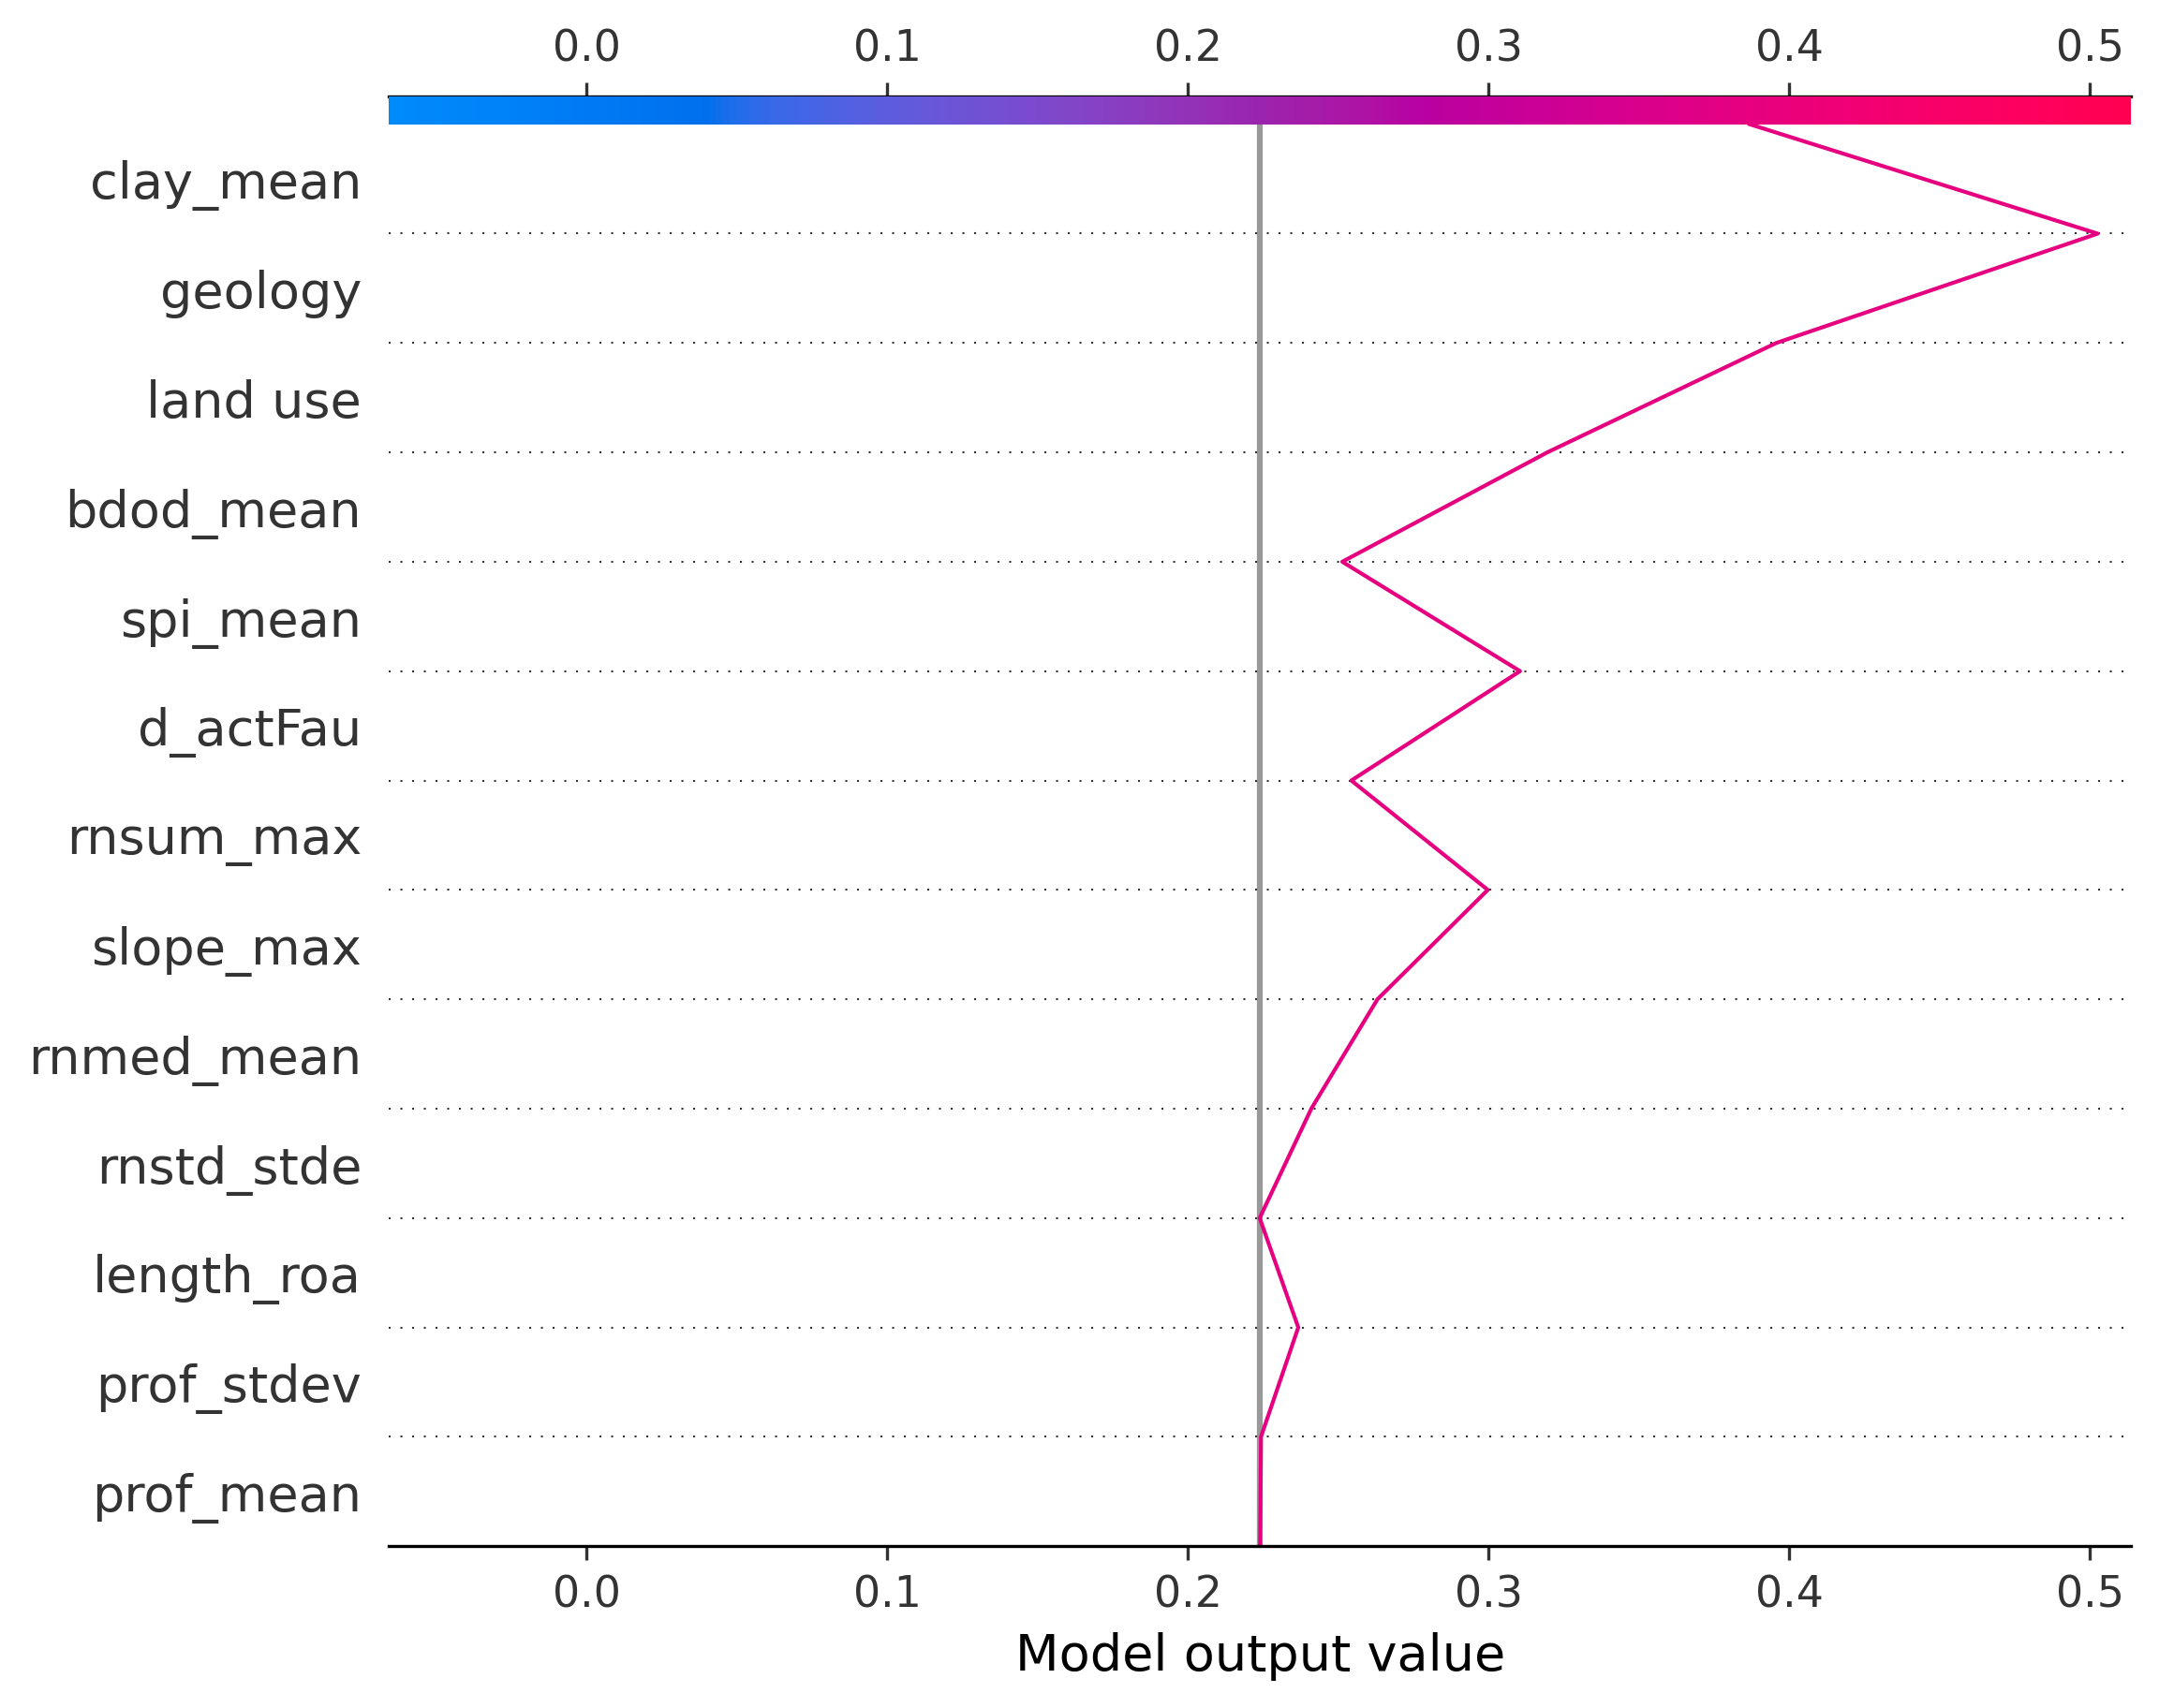 0.0 0.1 0.2 0.3 0.4 0.5
clay_mean
geology
land use
bdod_mean
spi_mean
d_actFau
rnsum_max
slope_max
rnmed_mean
rnstd_stde
length_roa
prof_stdev
prof_mean
0.0 0.1 0.2 0.3 0.4 0.5
Model output value